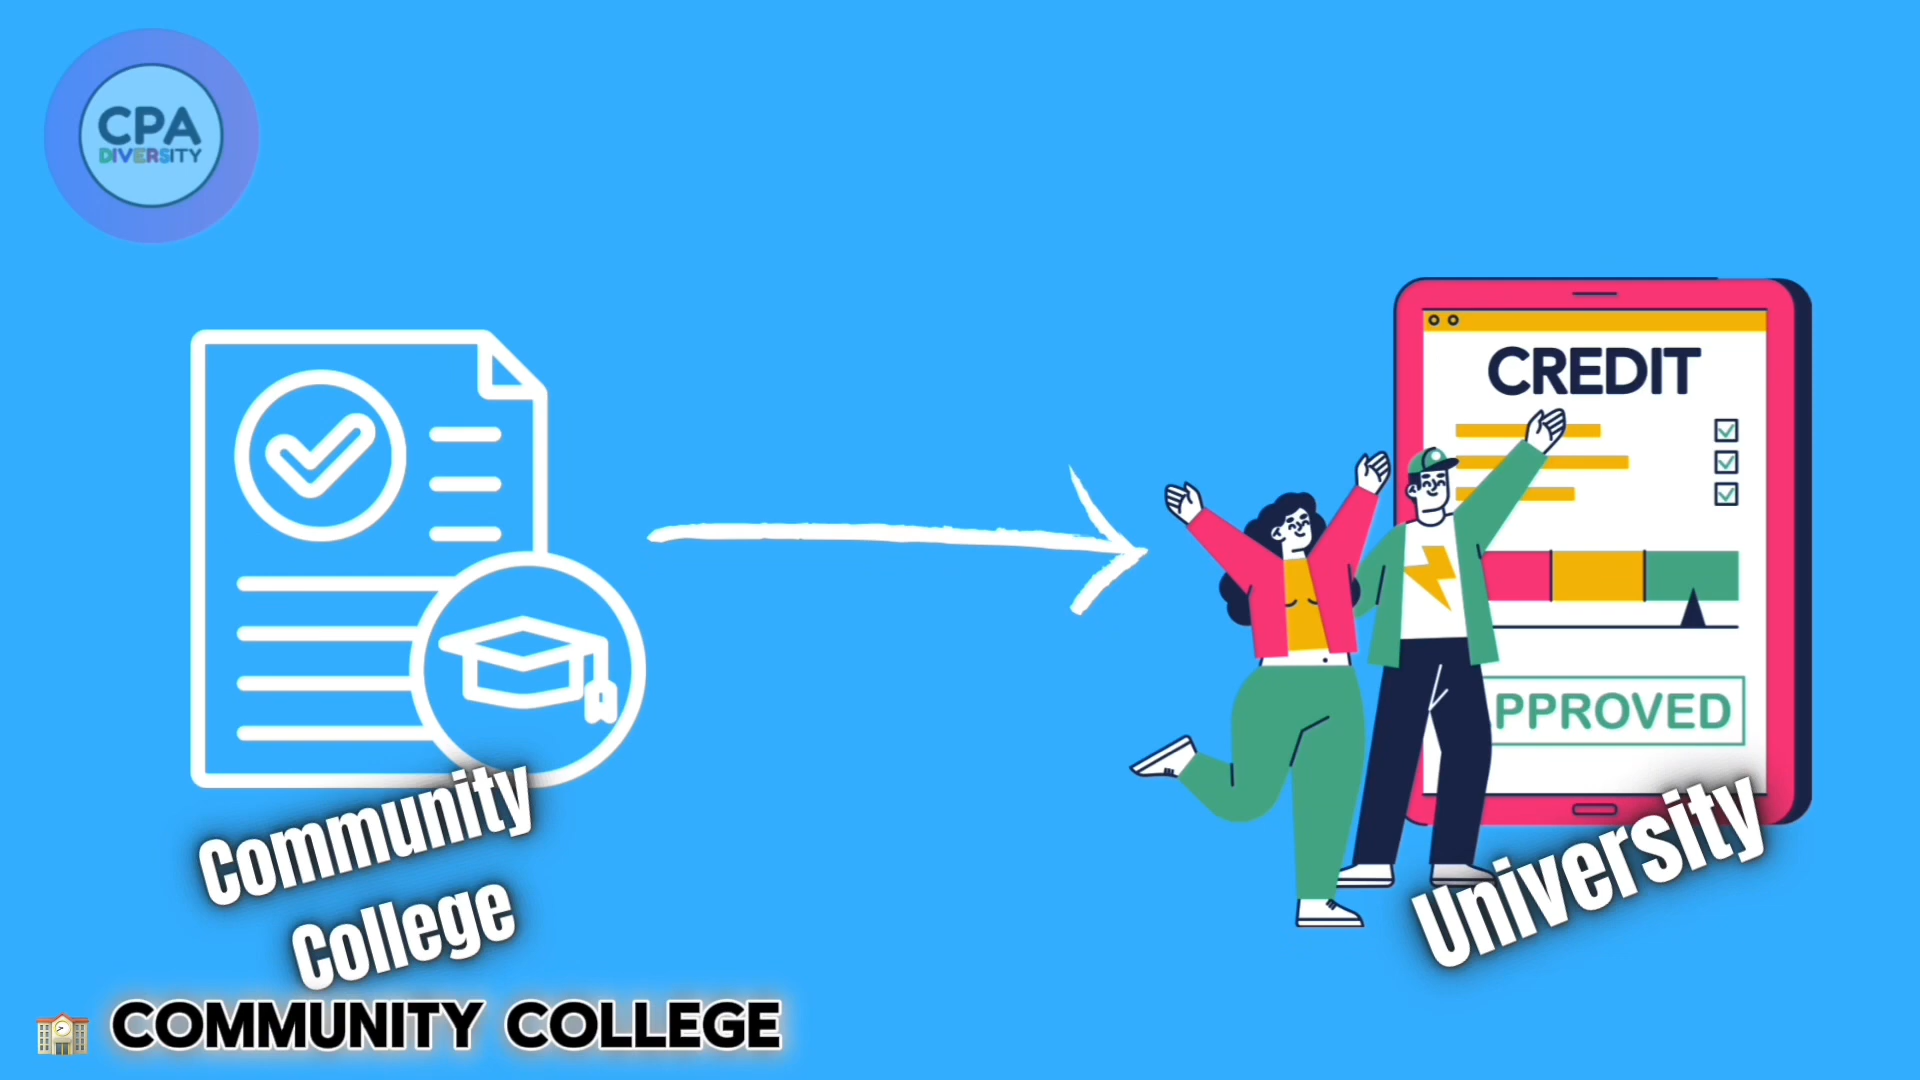 CPA
DIVERSITY
CREDIT
PPROVED
Community
College
University
🏫 COMMUNITY COLLEGE